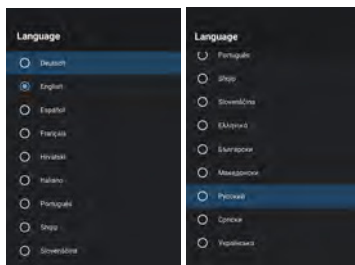 Language
Deutsch
English
Español
Français
Hrvatski
Italiano
Português
Shqip
Slovenščina
Language
Português
Shqip
Slovenščina
Ελληνικά
Български
Македонски
Русский
Српски
Українська